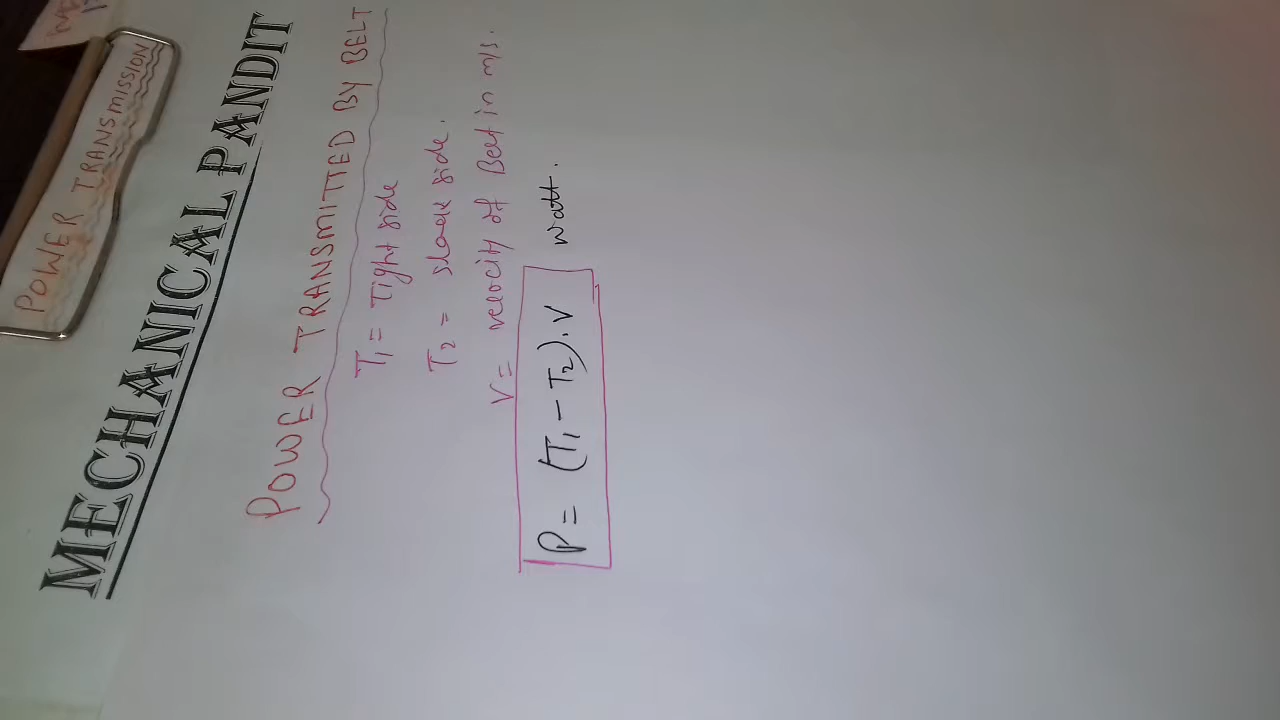 POWER TRANSMISSION
MECHANICAL PANDIT
POWER TRANSMITTED BY BELT
T₁ = Tight side
T₂ = slack side.
V = velocity of Belt in m/s.
P = (T₁ - T₂).V watt.